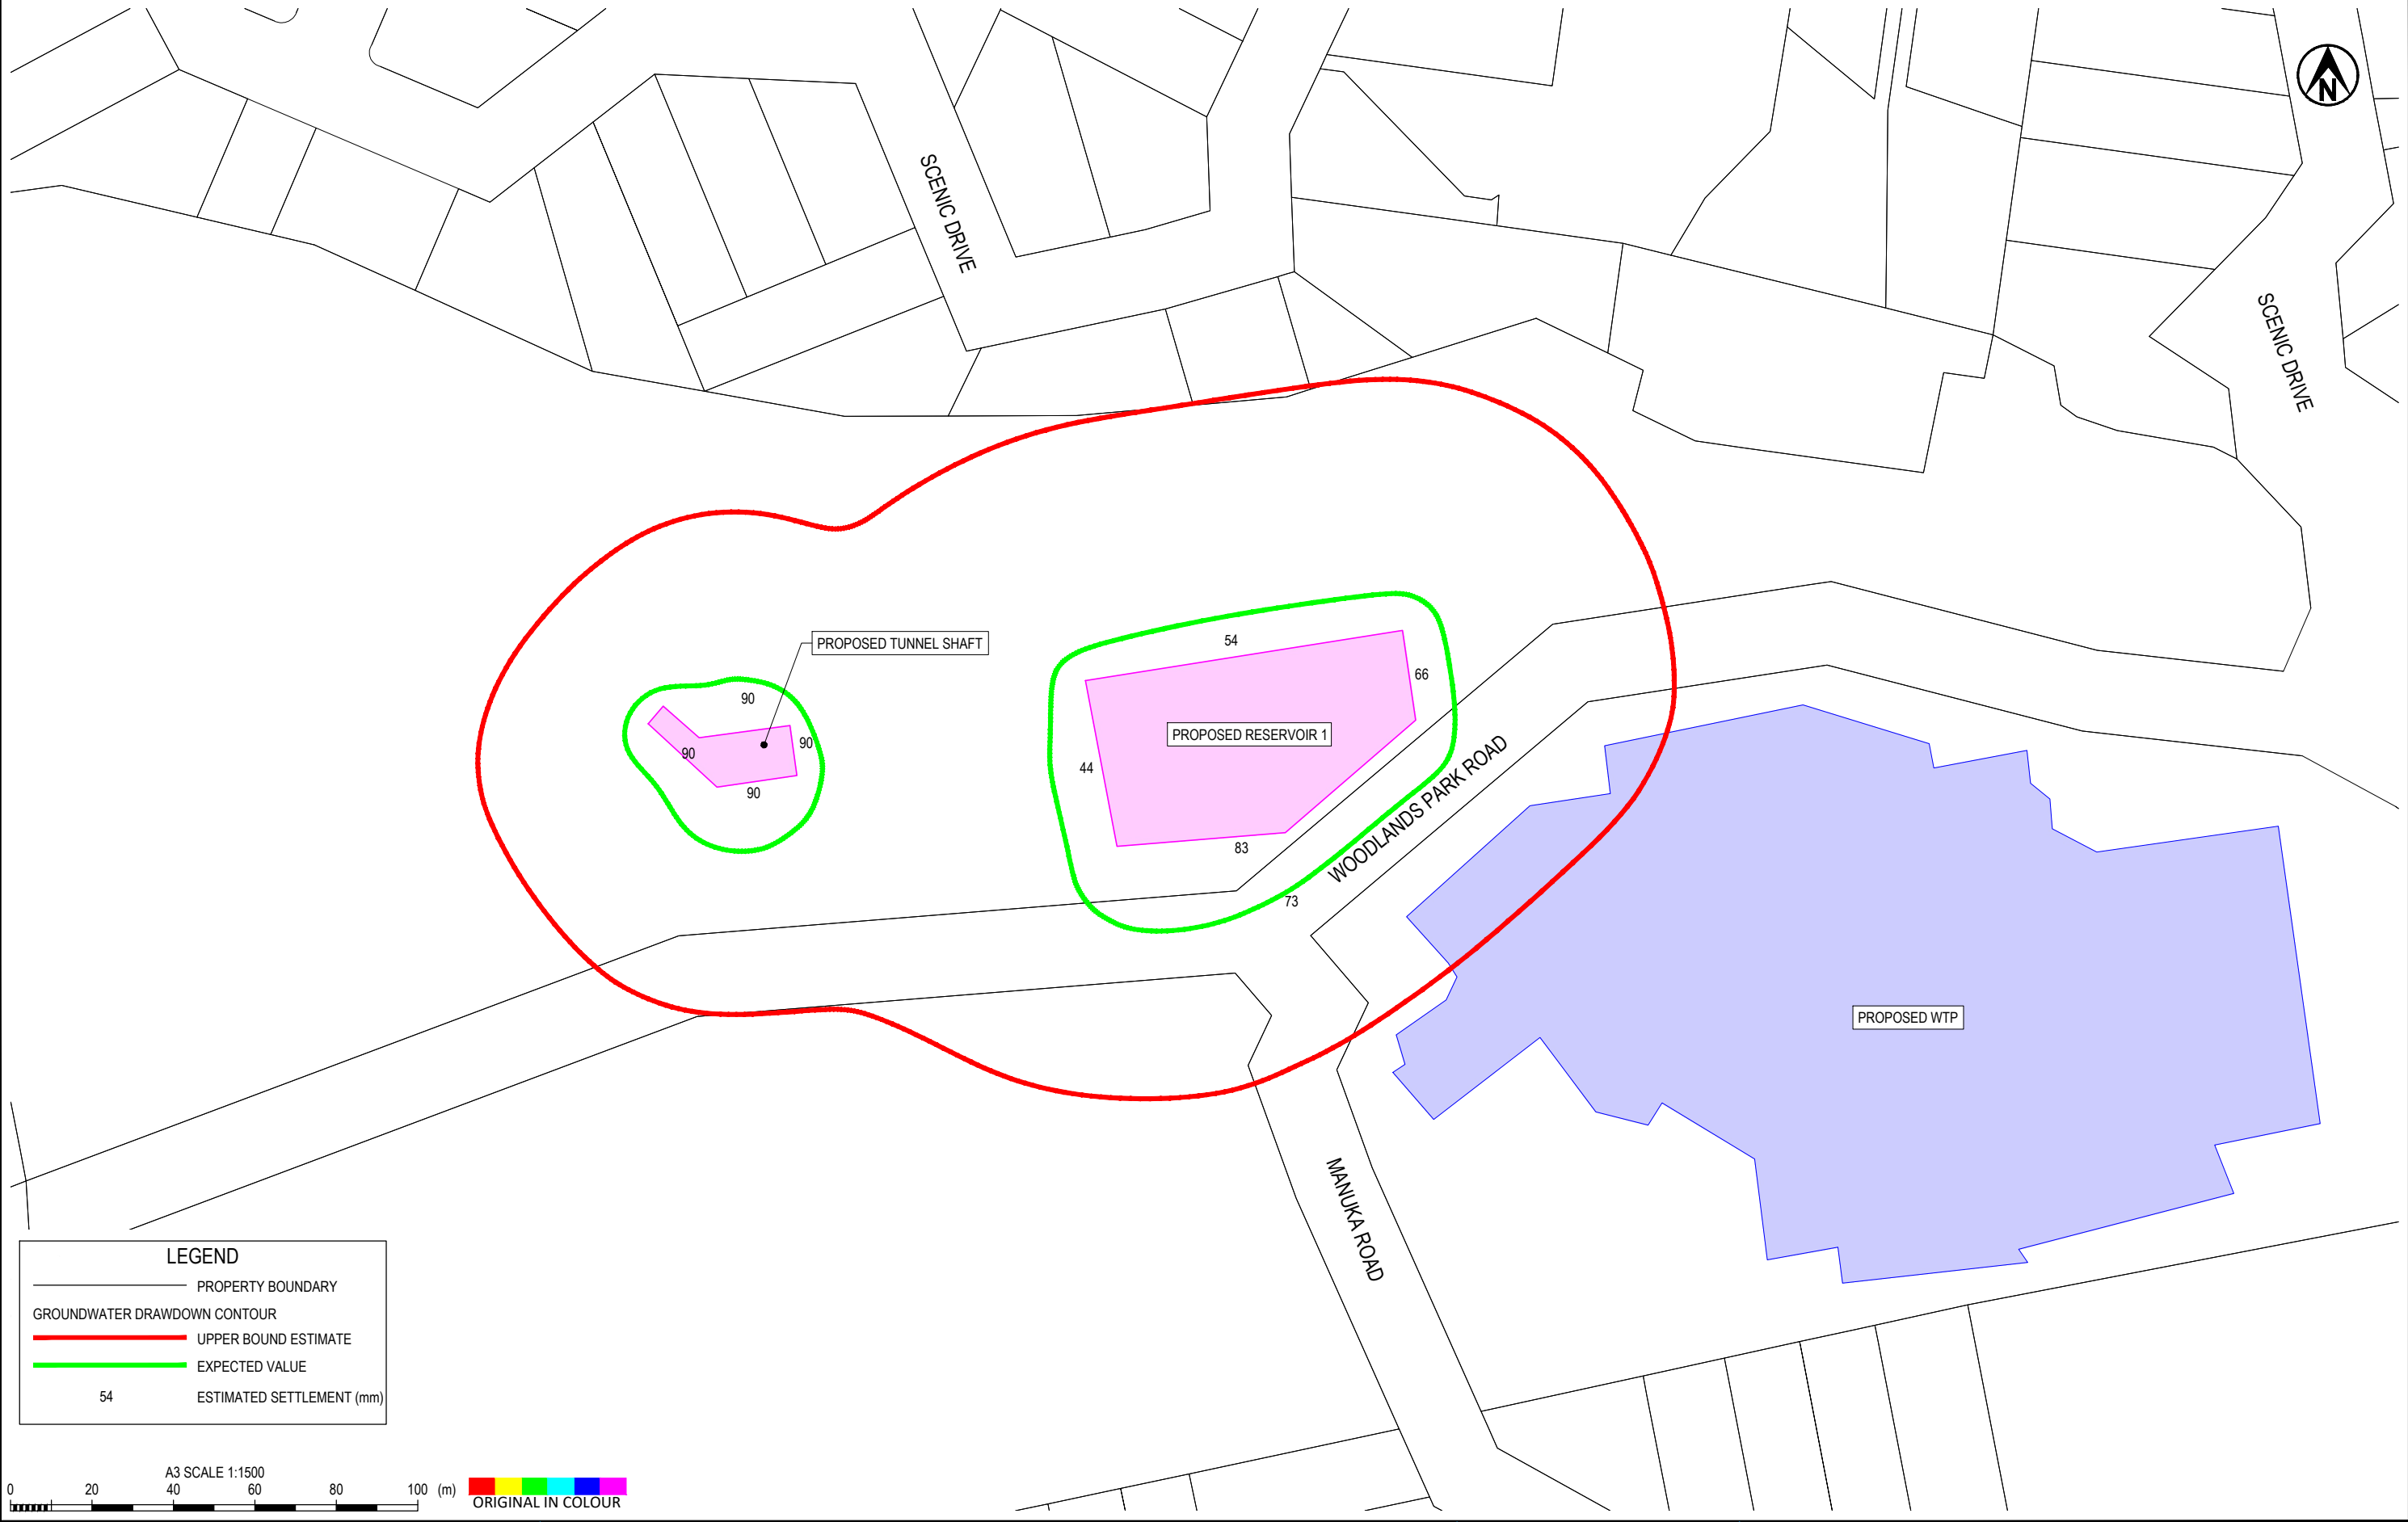 N
SCENIC DRIVE
SCENIC DRIVE
PROPOSED TUNNEL SHAFT
54
66
90
90
90
90
PROPOSED RESERVOIR 1
44
83
73
WOODLANDS PARK ROAD
PROPOSED WTP
MANUKA ROAD
LEGEND
PROPERTY BOUNDARY
GROUNDWATER DRAWDOWN CONTOUR
UPPER BOUND ESTIMATE
EXPECTED VALUE
54 ESTIMATED SETTLEMENT (mm)
A3 SCALE 1:1500
0 20 40 60 80 100 (m)
ORIGINAL IN COLOUR